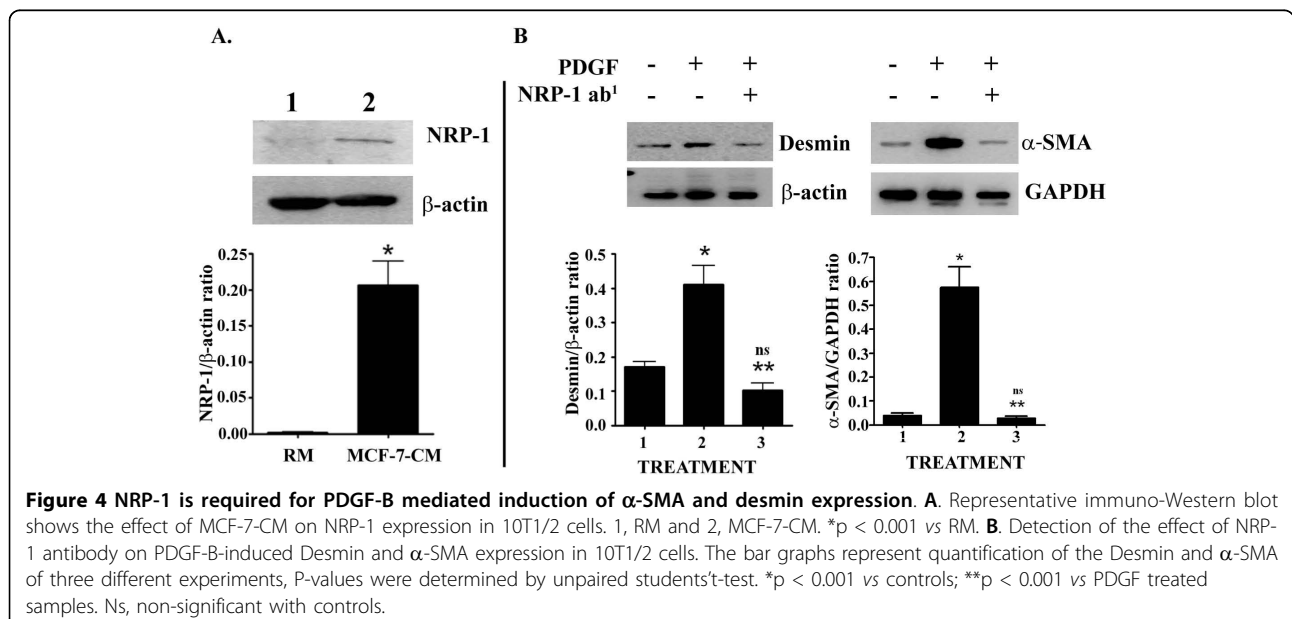 A.
1 2
NRP-1
β-actin
0.25
0.20
0.15
0.10
0.05
0.00
NRP-1/β-actin ratio
*
RM MCF-7-CM
B
PDGF - + +
NRP-1 ab¹ - - +
Desmin
β-actin
α-SMA
GAPDH
- + +
- - +
0.5
0.4
0.3
0.2
0.1
0.0
Desmin/β-actin ratio
*
ns
**
1 2 3
TREATMENT
0.7
0.6
0.5
0.4
0.3
0.2
0.1
0.0
α-SMA/GAPDH ratio
*
ns
**
1 2 3
TREATMENT
Figure 4 NRP-1 is required for PDGF-B mediated induction of α-SMA and desmin expression. A. Representative immuno-Western blot
shows the effect of MCF-7-CM on NRP-1 expression in 10T1/2 cells. 1, RM and 2, MCF-7-CM. *p < 0.001 vs RM. B. Detection of the effect of NRP-
1 antibody on PDGF-B-induced Desmin and α-SMA expression in 10T1/2 cells. The bar graphs represent quantification of the Desmin and α-SMA
of three different experiments, P-values were determined by unpaired students't-test. *p < 0.001 vs controls; **p < 0.001 vs PDGF treated
samples. Ns, non-significant with controls.